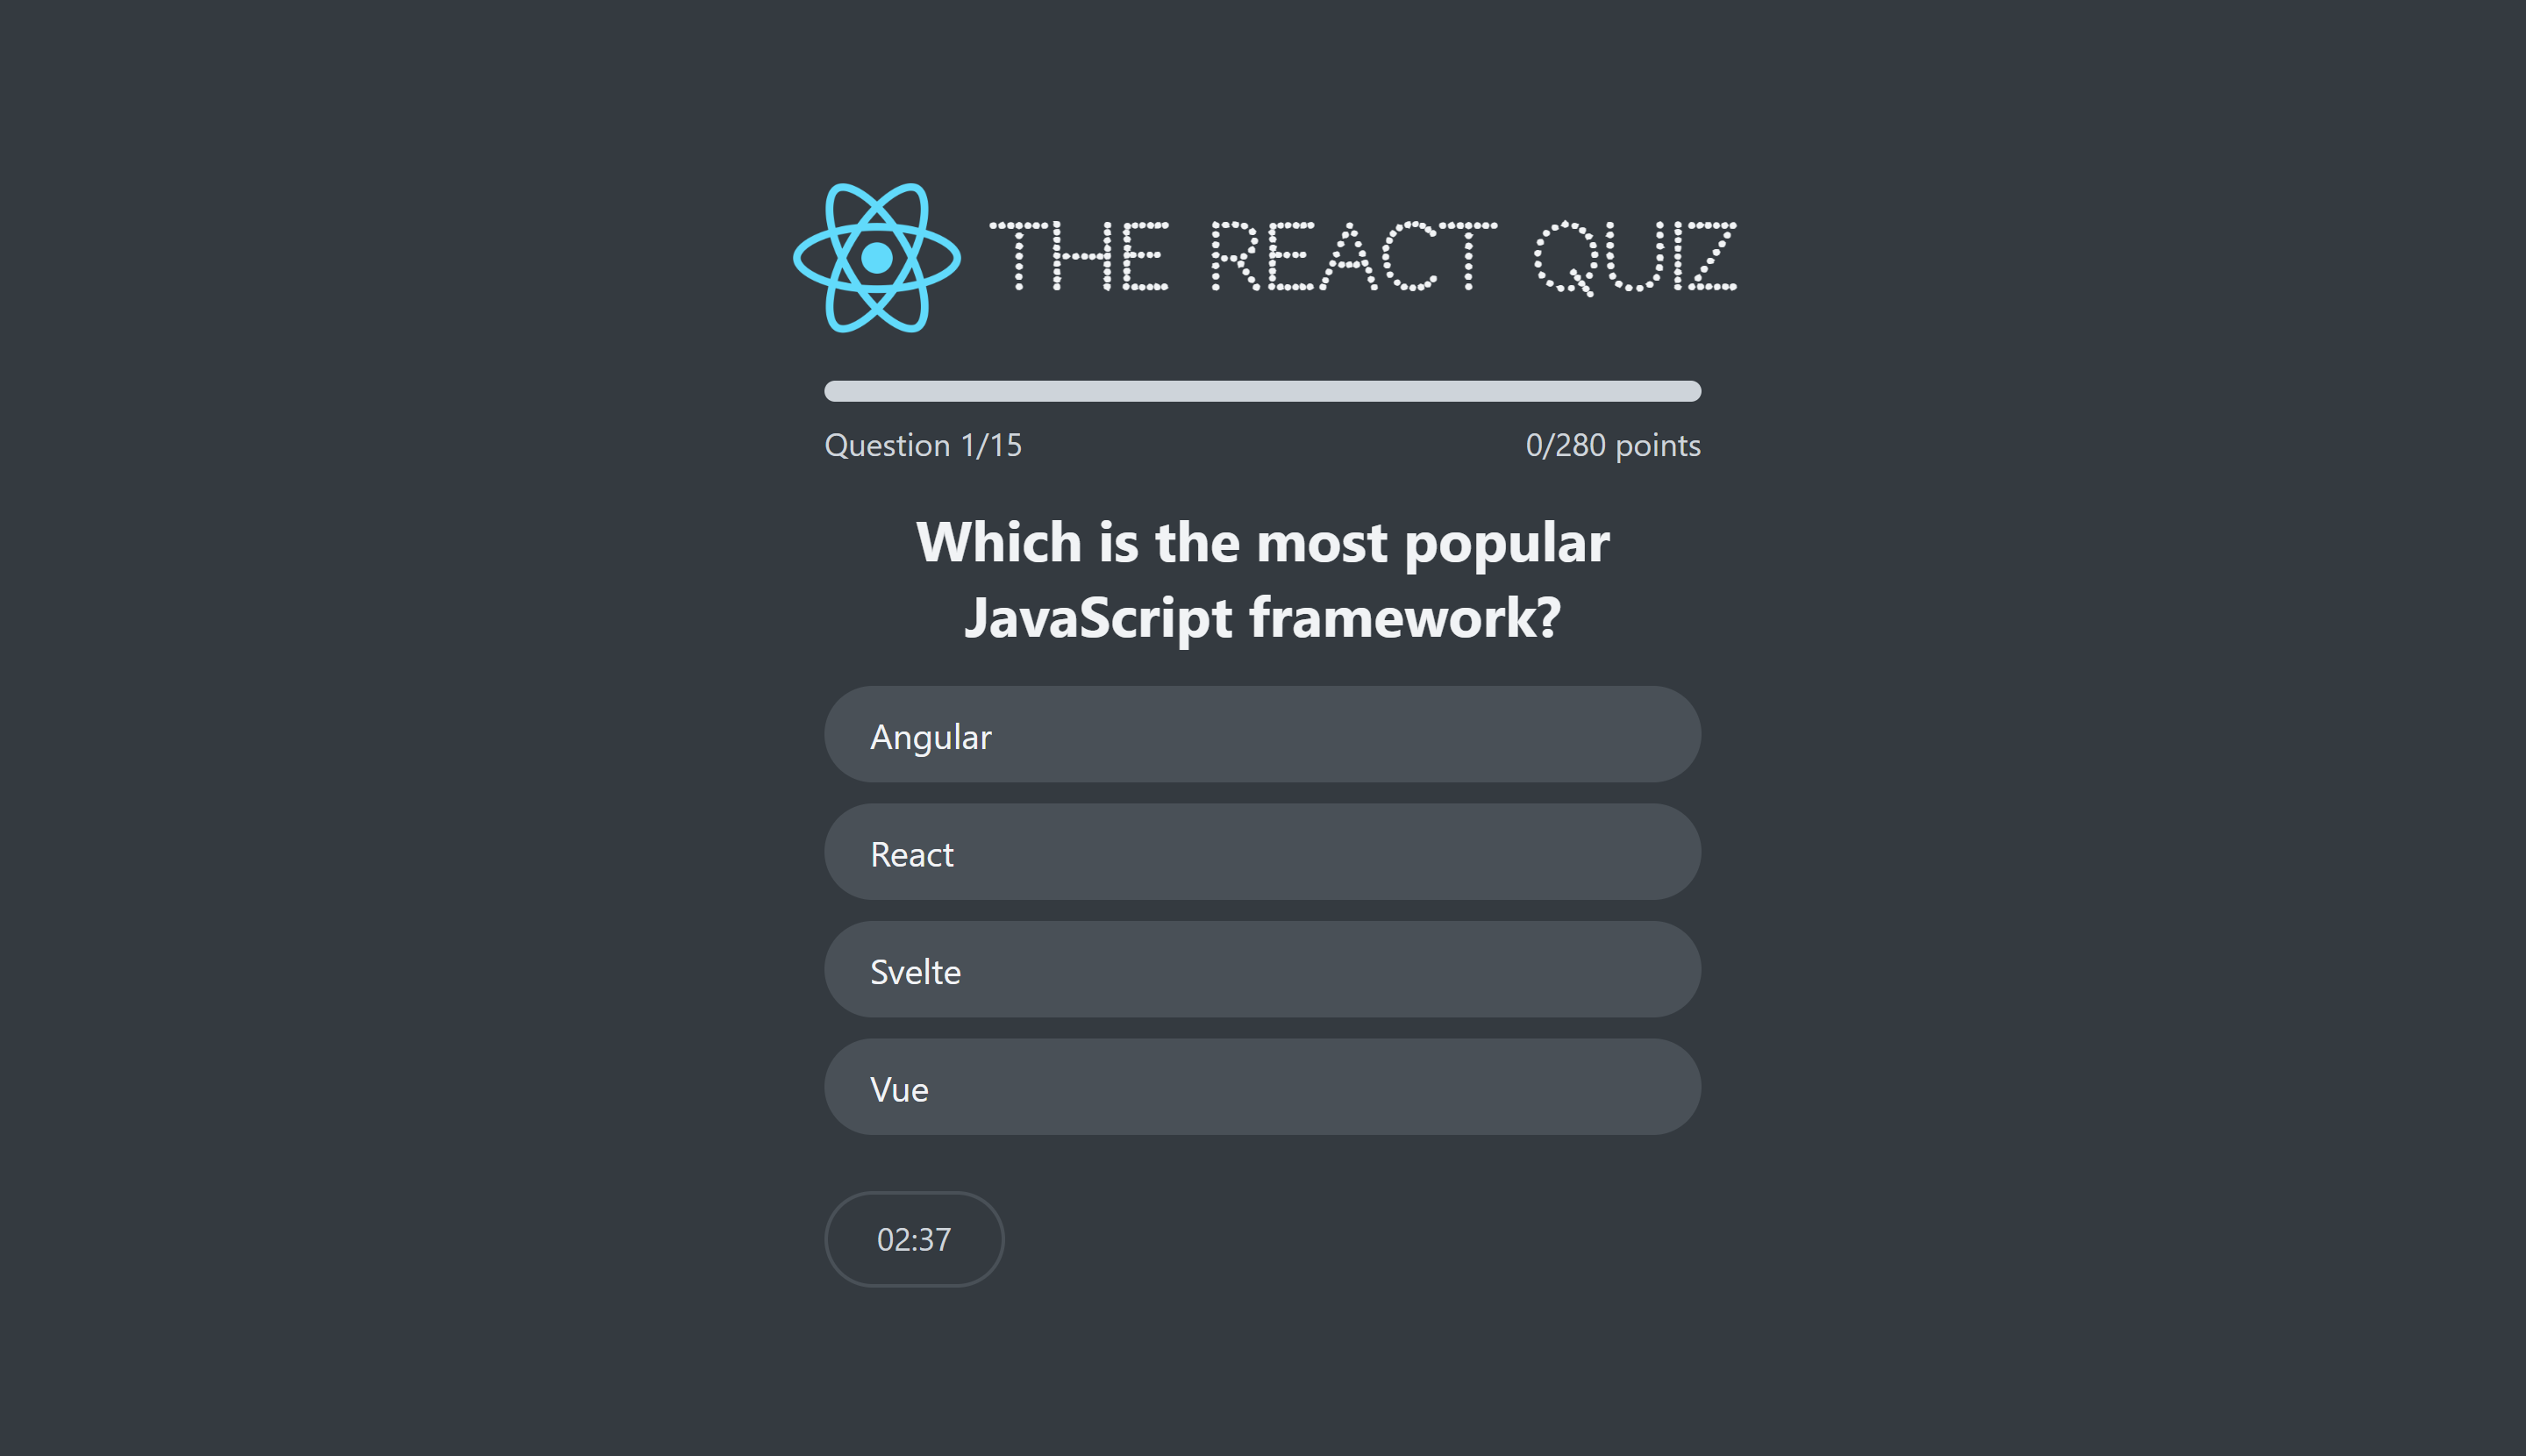 THE REACT QUIZ
Question 1/15
0/280 points
Which is the most popular
JavaScript framework?
Angular
React
Svelte
Vue
02:37